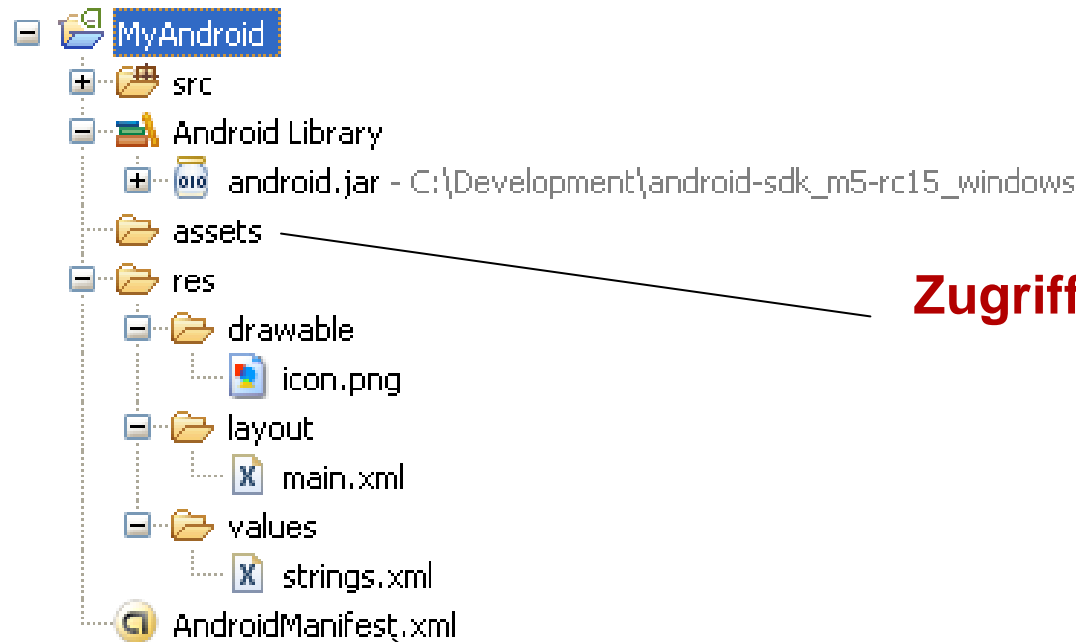 MyAndroid
src
Android Library
android.jar - C:\Development\android-sdk_m5-rc15_windows
assets
res
Zugriff
drawable
icon.png
layout
main.xml
values
strings.xml
AndroidManifest.xml